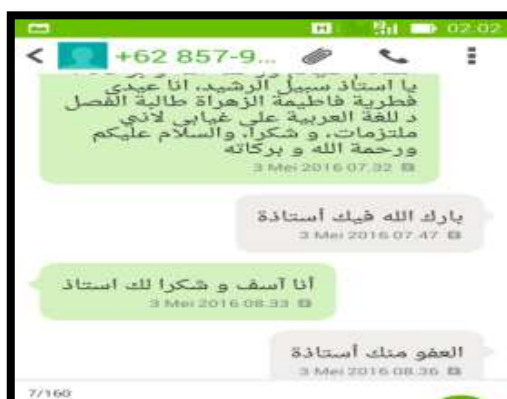 H 02:02
< +62 857-9...
يا استاذ سبيل الرشيد، انا عيدى
فطرية فاطيمة الزهراة طالبة الفصل
د للغة العربية على غيابي لاني
ملتزمات، و شكرا، والسلام عليكم
ورحمة الله و بركاته
3 Mei 2016 07.32
بارك الله فيك أستاذة
3 Mei 2016 07.47
أنا آسف و شكرا لك استاذ
3 Mei 2016 08.33
العفو منك أستاذة
3 Mei 2016 08.36
7/160